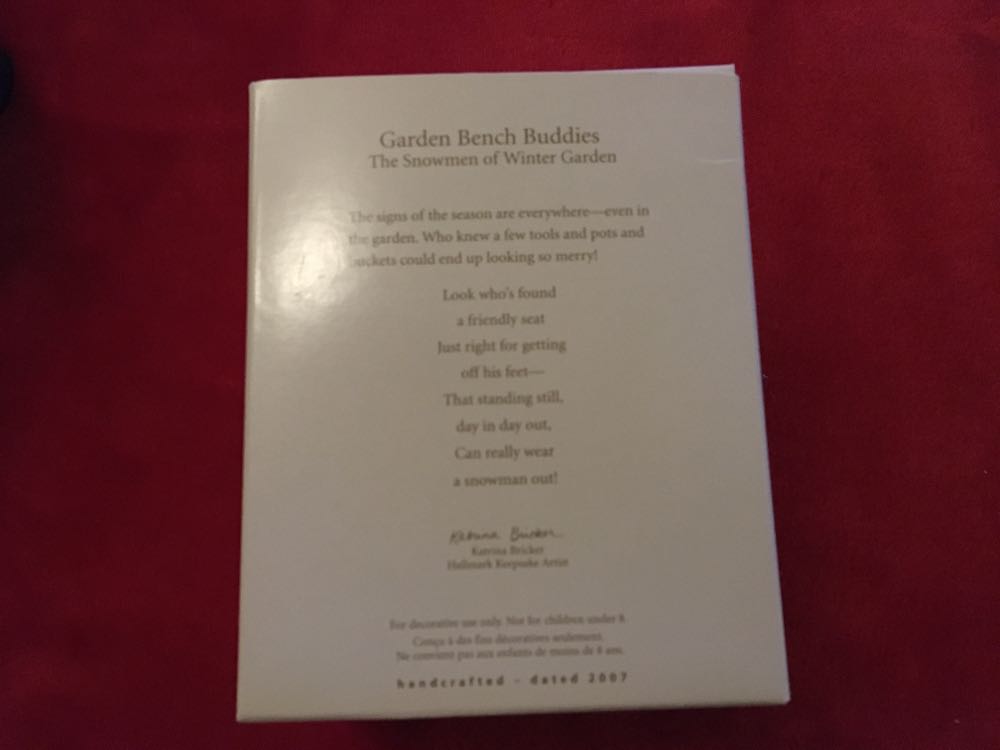 Garden Bench Buddies
The Snowmen of Winter Garden
The signs of the season are everywhere—even in
the garden. Who knew a few tools and pots and
buckets could end up looking so merry!
Look who's found
a friendly seat
Just right for getting
off his feet—
That standing still,
day in day out,
Can really wear
a snowman out!
Katrina Bricker
Katrina Bricker
Hallmark Keepsake Artist
For decorative use only. Not for children under 8.
Conçu à des fins décoratives seulement.
Ne convient pas aux enfants de moins de 8 ans.
handcrafted - dated 2007